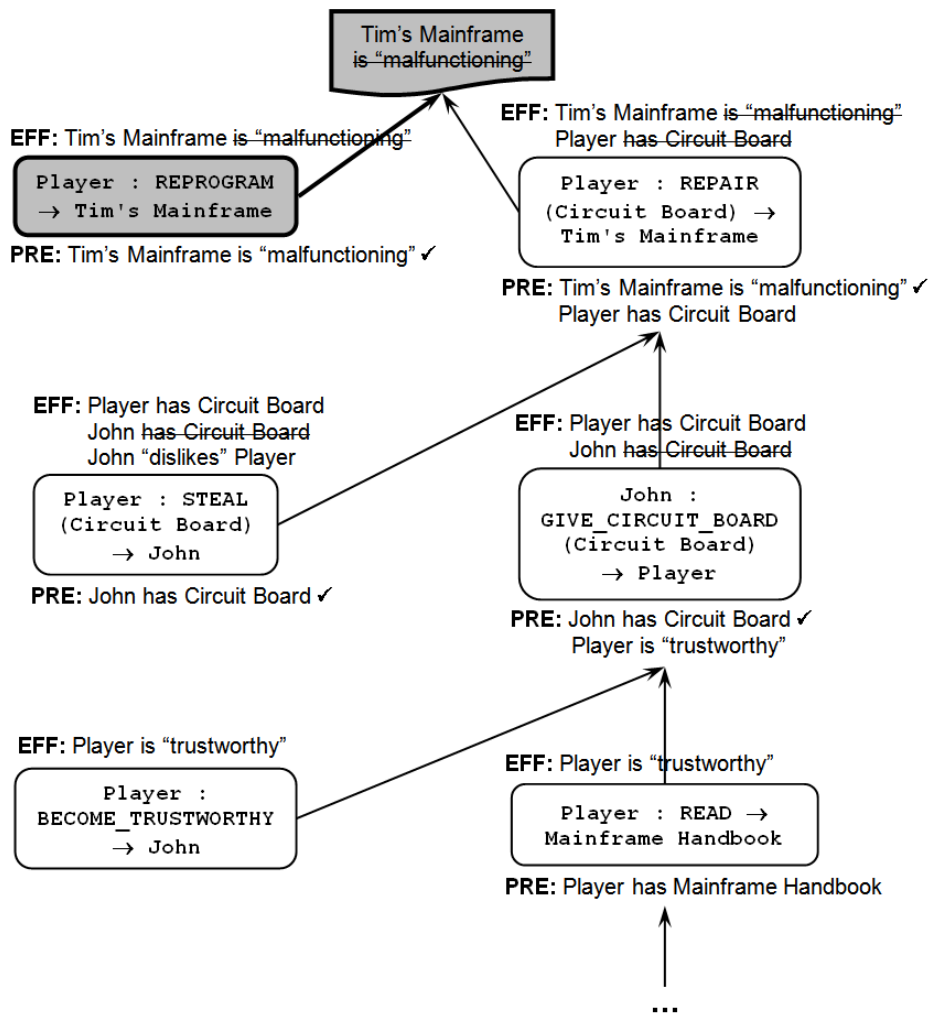 Tim's Mainframe
is “malfunctioning”
EFF: Tim’s Mainframe is “malfunctioning”
Player : REPROGRAM
→ Tim's Mainframe
PRE: Tim’s Mainframe is “malfunctioning” ✓
EFF: Tim’s Mainframe is “malfunctioning”
Player has Circuit Board
Player : REPAIR
(Circuit Board) →
Tim's Mainframe
PRE: Tim’s Mainframe is “malfunctioning” ✓
Player has Circuit Board
EFF: Player has Circuit Board
John has Circuit Board
John “dislikes” Player
Player : STEAL
(Circuit Board)
→ John
PRE: John has Circuit Board ✓
EFF: Player has Circuit Board
John has Circuit Board
John :
GIVE_CIRCUIT_BOARD
(Circuit Board)
→ Player
PRE: John has Circuit Board ✓
Player is “trustworthy”
EFF: Player is “trustworthy”
Player :
BECOME_TRUSTWORTHY
→ John
EFF: Player is “trustworthy”
Player : READ →
Mainframe Handbook
PRE: Player has Mainframe Handbook
...